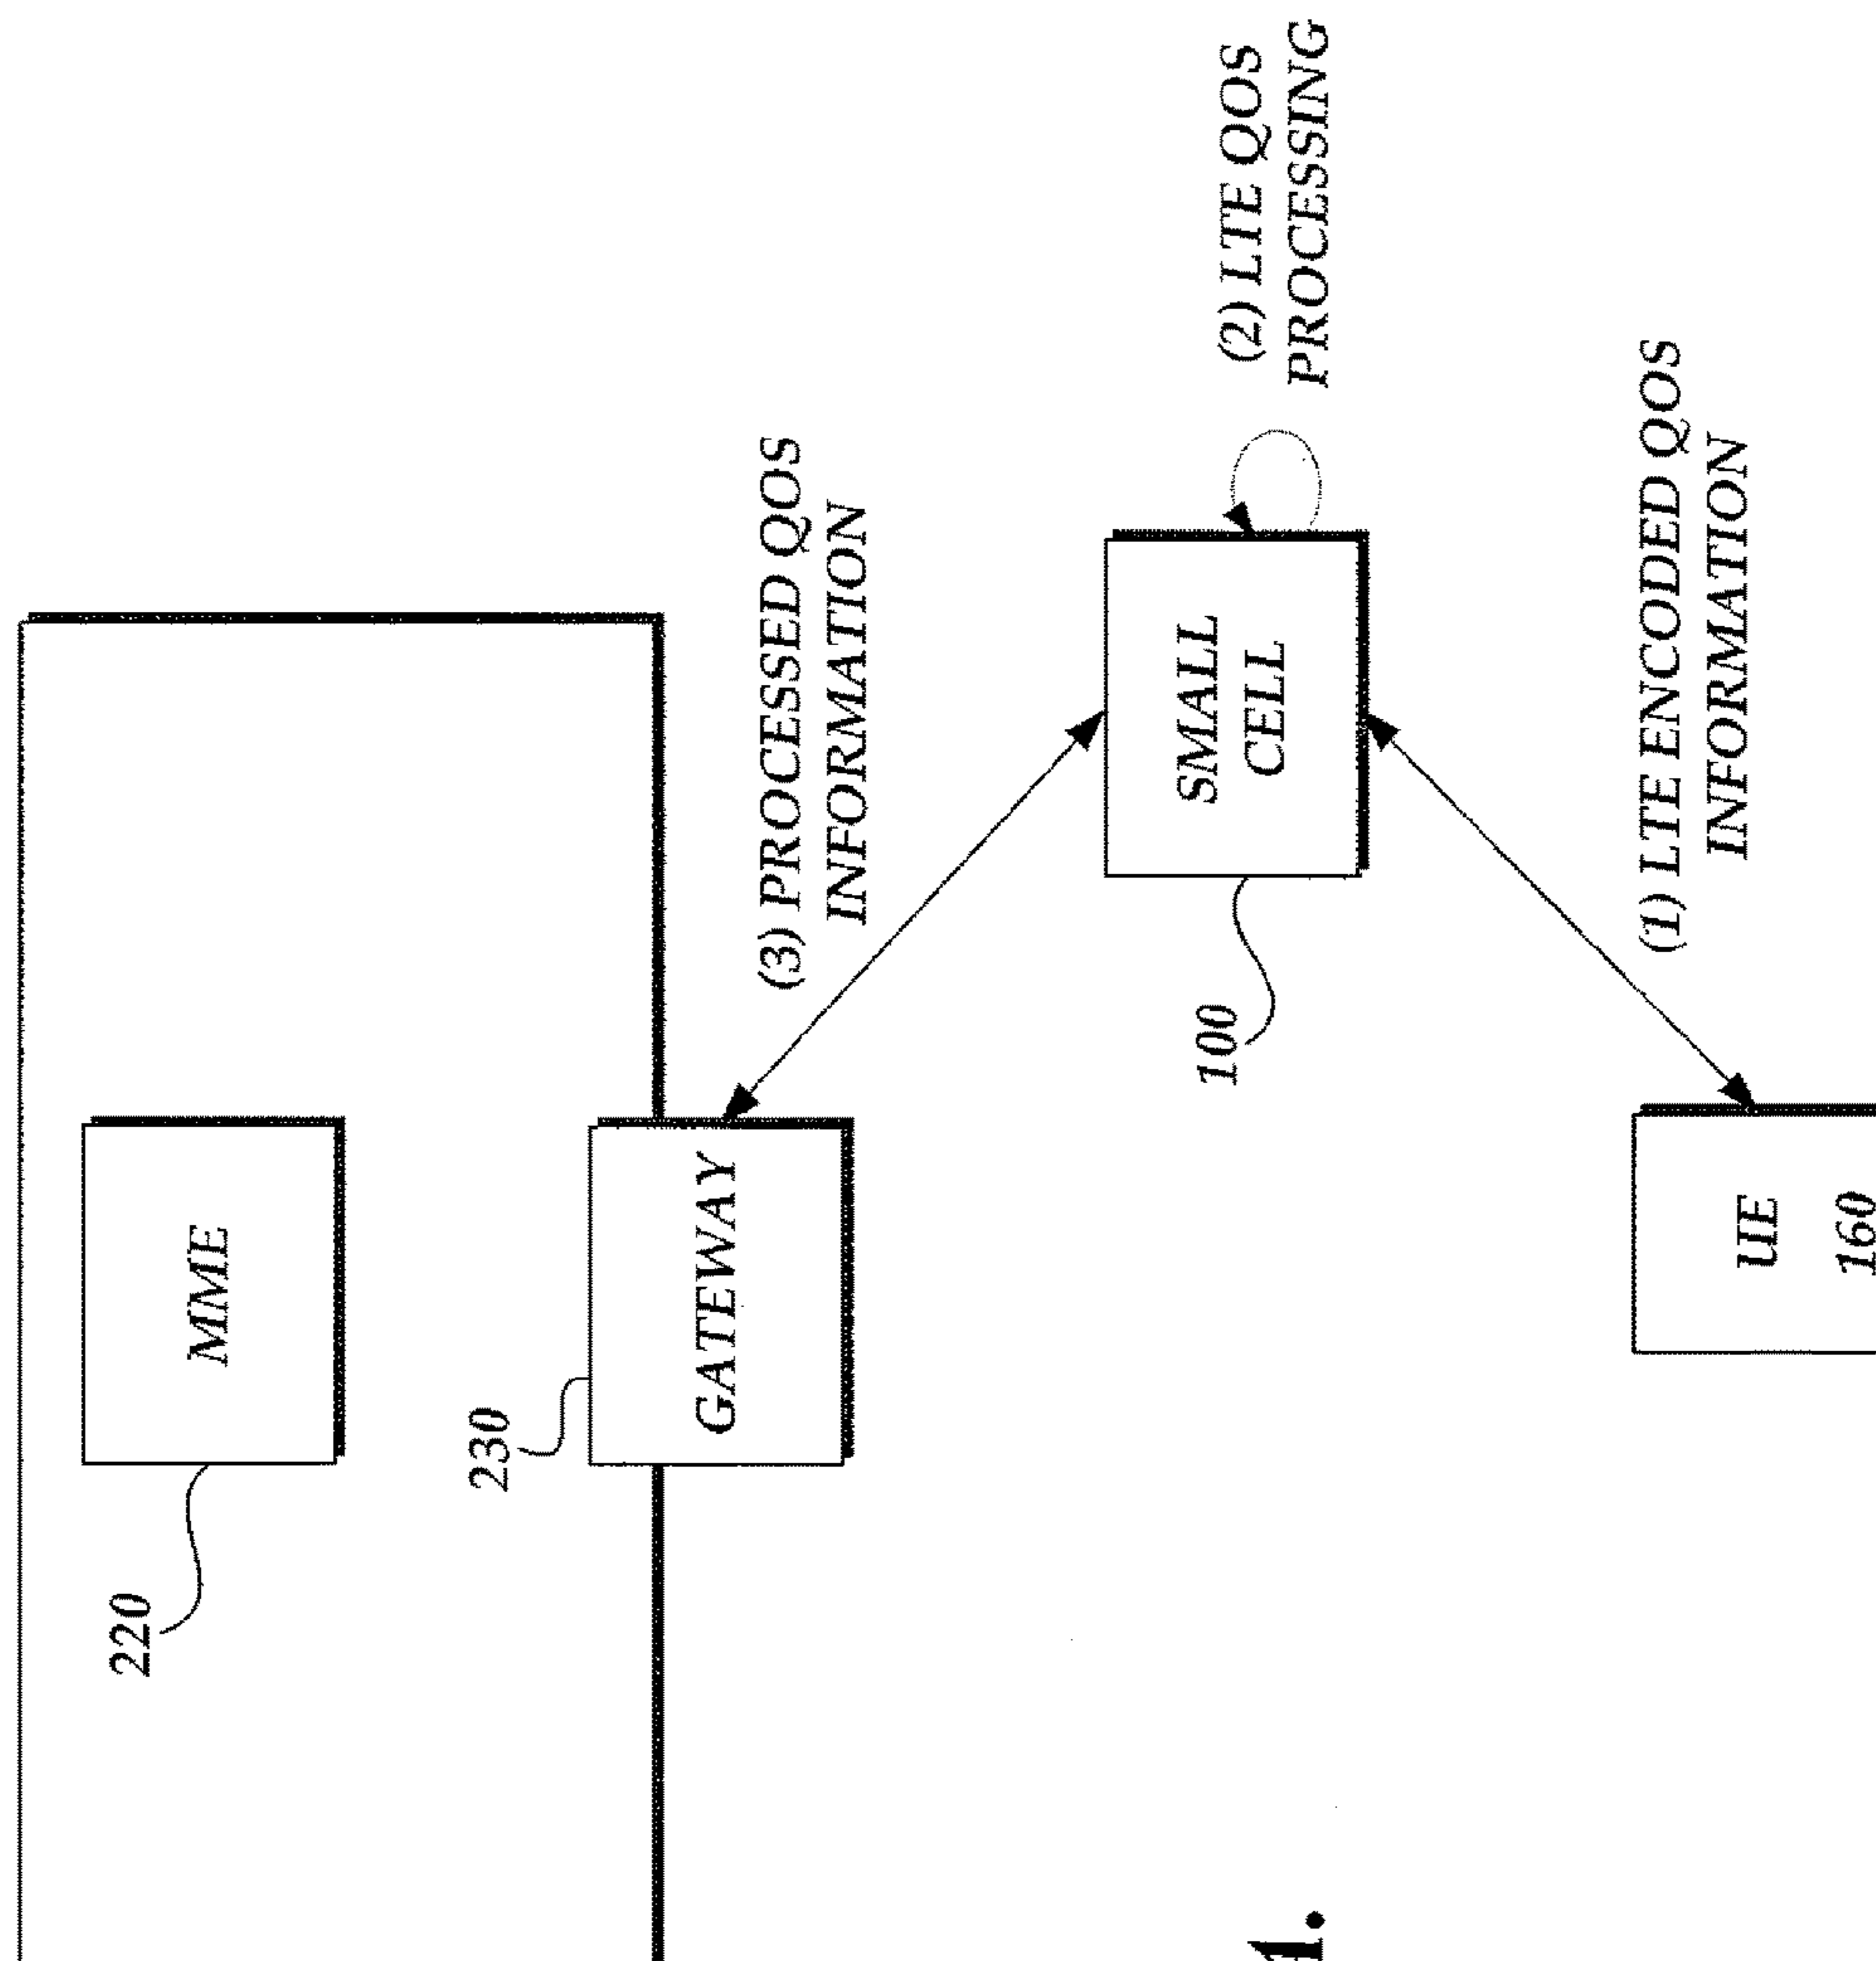 220
MME
230
GATEWAY
(3) PROCESSED QOS
INFORMATION
100
SMALL
CELL
(2) LTE QOS
PROCESSING
(1) LTE ENCODED QOS
INFORMATION
UE
160